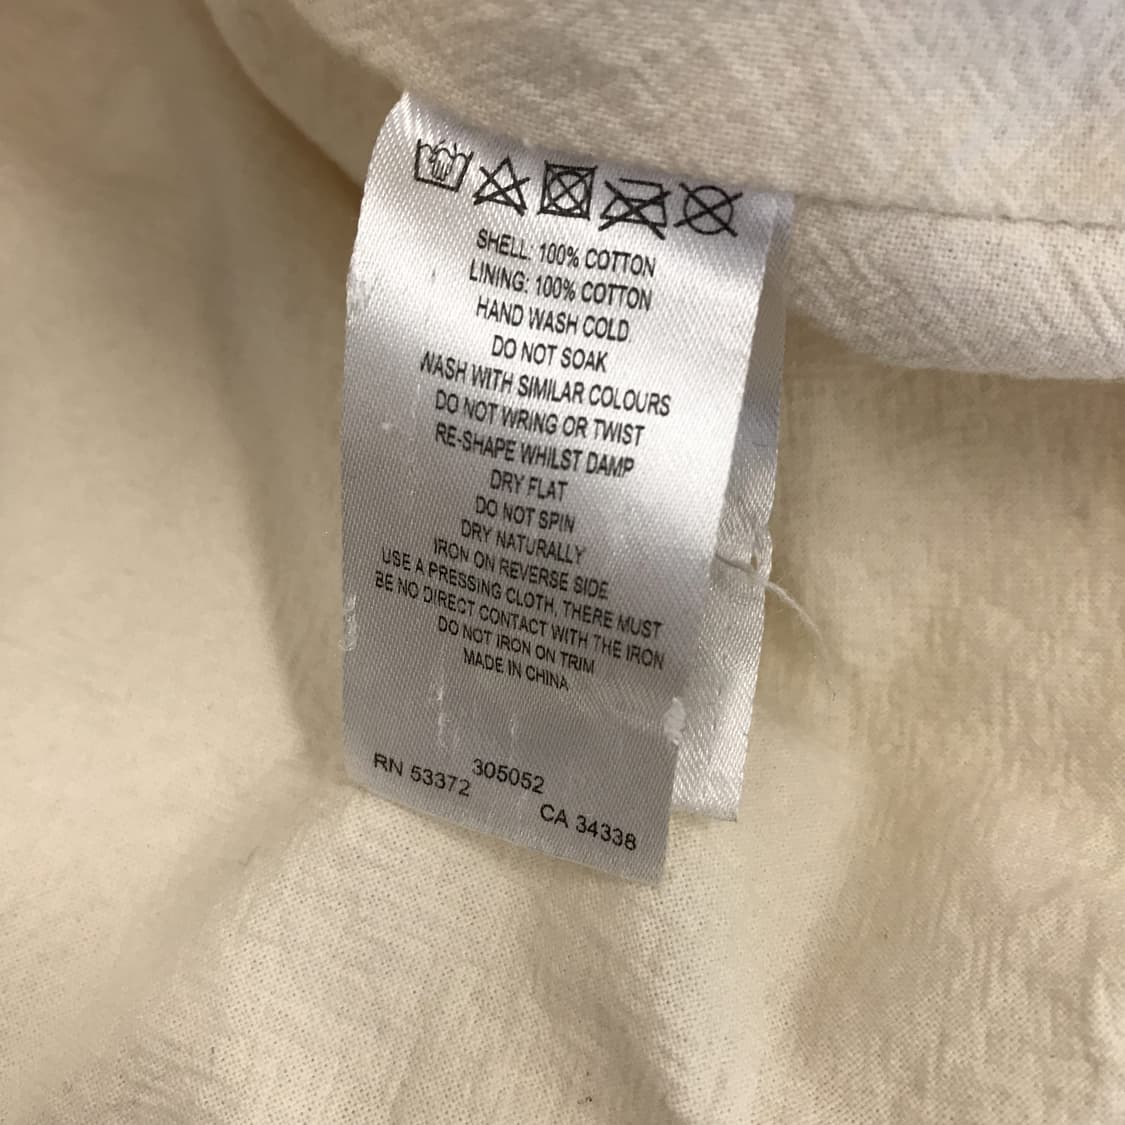 SHELL: 100% COTTON
LINING: 100% COTTON
HAND WASH COLD.
DO NOT SOAK
WASH WITH SIMILAR COLOURS
DO NOT WRING OR TWIST
RE-SHAPE WHILST DAMP
DRY FLAT
DO NOT SPIN
DRY NATURALLY
IRON ON REVERSE SIDE
USE A PRESSING CLOTH, THERE MUST
BE NO DIRECT CONTACT WITH THE IRON
DO NOT IRON ON TRIM
MADE IN CHINA
305052
RN 53372
CA 34338